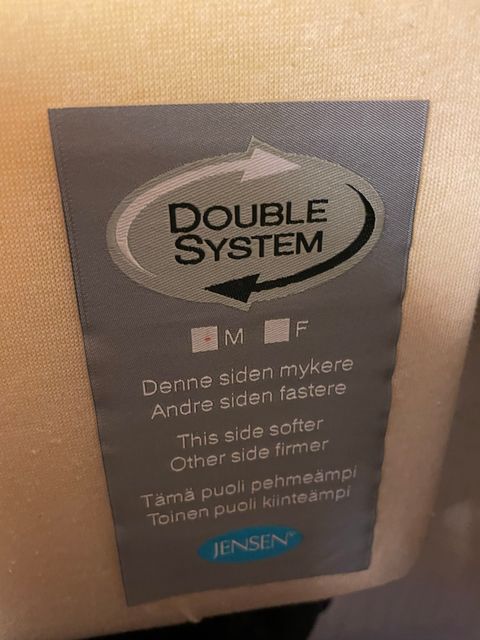 DOUBLE
SYSTEM
M F
Denne siden mykere
Andre siden fastere
This side softer
Other side firmer
Tämä puoli pehmeämpi
Toinen puoli kiinteämpi
JENSEN®